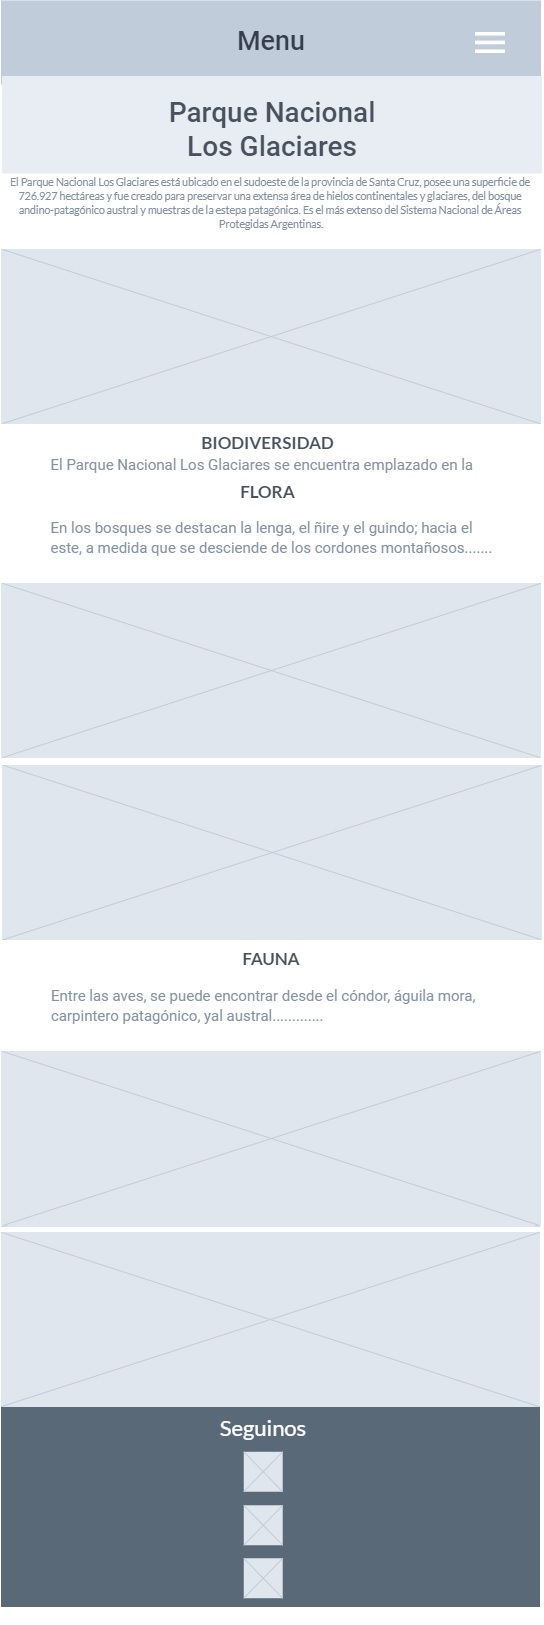 Menu
Parque Nacional
Los Glaciares
El Parque Nacional Los Glaciares está ubicado en el sudoeste de la provincia de Santa Cruz, posee una superficie de
726.927 hectáreas y fue creado para preservar una extensa área de hielos continentales y glaciares, del bosque
andino-patagónico austral y muestras de la estepa patagónica. Es el más extenso del Sistema Nacional de Áreas
Protegidas Argentinas.
BIODIVERSIDAD
El Parque Nacional Los Glaciares se encuentra emplazado en la
FLORA
En los bosques se destacan la lenga, el ñire y el guindo; hacia el
este, a medida que se desciende de los cordones montañosos.......
FAUNA
Entre las aves, se puede encontrar desde el cóndor, águila mora,
carpintero patagónico, yal austral.............
Seguinos